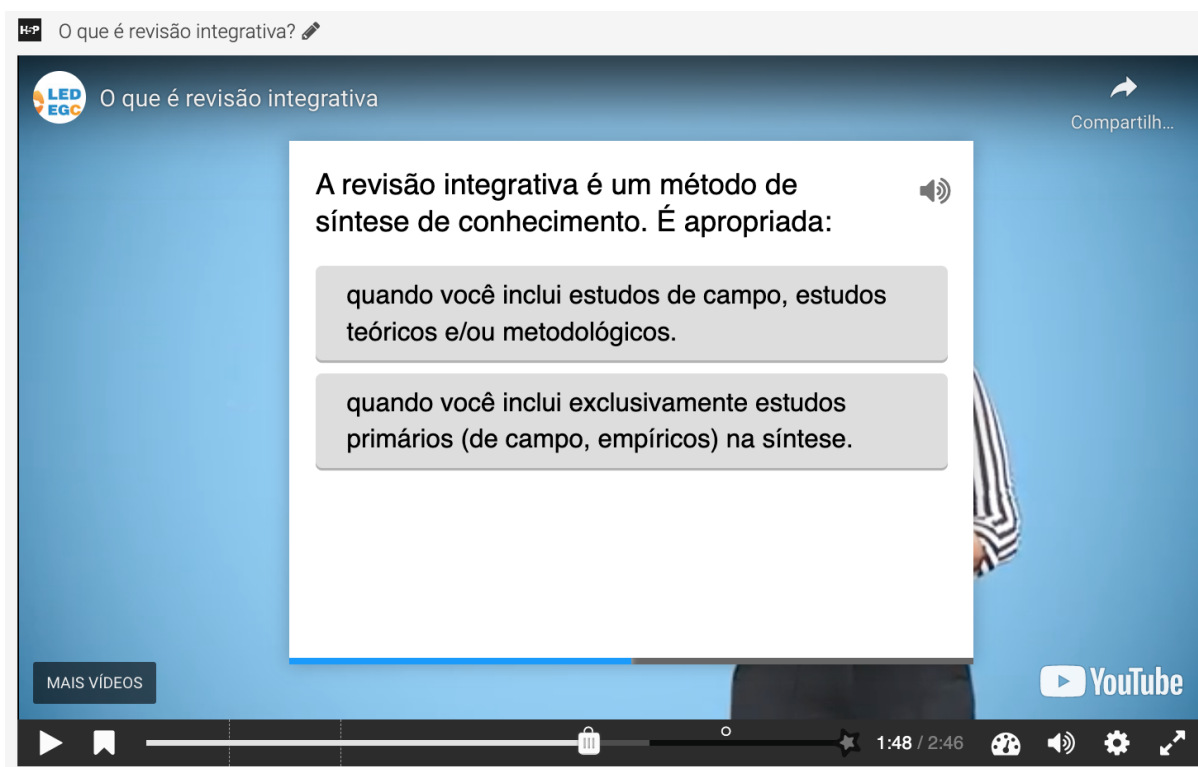 H-P O que é revisão integrativa?
LED
EGC
O que é revisão integrativa
Compartilh...
A revisão integrativa é um método de
síntese de conhecimento. É apropriada:
quando você inclui estudos de campo, estudos
teóricos e/ou metodológicos.
quando você inclui exclusivamente estudos
primários (de campo, empíricos) na síntese.
MAIS VÍDEOS
YouTube
1:48 / 2:46